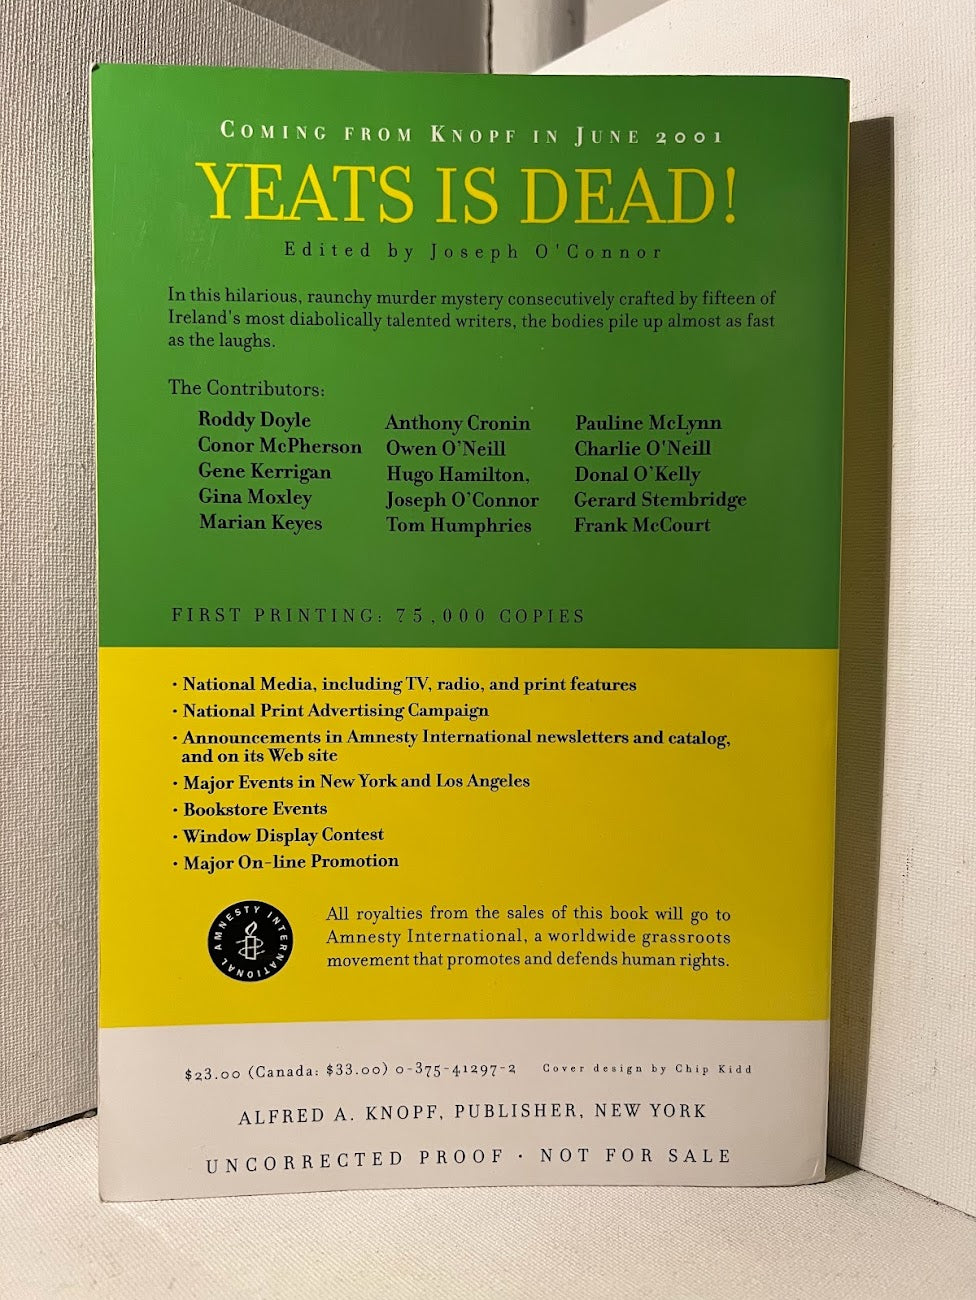 COMING FROM KNOPF IN JUNE 2001
YEATS IS DEAD!
Edited by Joseph O'Connor
In this hilarious, raunchy murder mystery consecutively crafted by fifteen of
Ireland's most diabolically talented writers, the bodies pile up almost as fast
as the laughs.
The Contributors:
Roddy Doyle
Conor McPherson
Gene Kerrigan
Gina Moxley
Marian Keyes
Anthony Cronin
Owen O'Neill
Hugo Hamilton,
Joseph O'Connor
Tom Humphries
Pauline McLynn
Charlie O'Neill
Donal O'Kelly
Gerard Stembridge
Frank McCourt
FIRST PRINTING: 75,000 COPIES
· National Media, including TV, radio, and print features
· National Print Advertising Campaign
· Announcements in Amnesty International newsletters and catalog,
and on its Web site
· Major Events in New York and Los Angeles
· Bookstore Events
· Window Display Contest
· Major On-line Promotion
AMNESTY INTERNATIONAL
All royalties from the sales of this book will go to
Amnesty International, a worldwide grassroots
movement that promotes and defends human rights.
$23.00 (Canada: $33.00) 0-375-41297-2 Cover design by Chip Kidd
ALFRED A. KNOPF, PUBLISHER, NEW YORK
UNCORRECTED PROOF · NOT FOR SALE